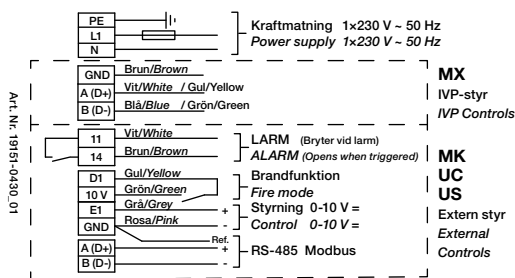 PE
L1
N
Kraftmatning 1×230 V ~ 50 Hz
Power supply 1×230 V ~ 50 Hz
GND Brun/Brown
A (D+) Vit/White / Gul/Yellow
B (D-) Blå/Blue / Grön/Green
MX
IVP-styr
IVP Controls
Art. Nr. 19151-0430_01
11 Vit/White
14 Brun/Brown
LARM (Bryter vid larm)
ALARM (Opens when triggered)
D1 Gul/Yellow
10 V Grön/Green
Brandfunktion
Fire mode
E1 Grå/Grey +
GND Rosa/Pink -
Styrning 0-10 V =
Control 0-10 V =
Ref.
A (D+) +
B (D-) -
RS-485 Modbus
MK
UC
US
Extern styr
External
Controls